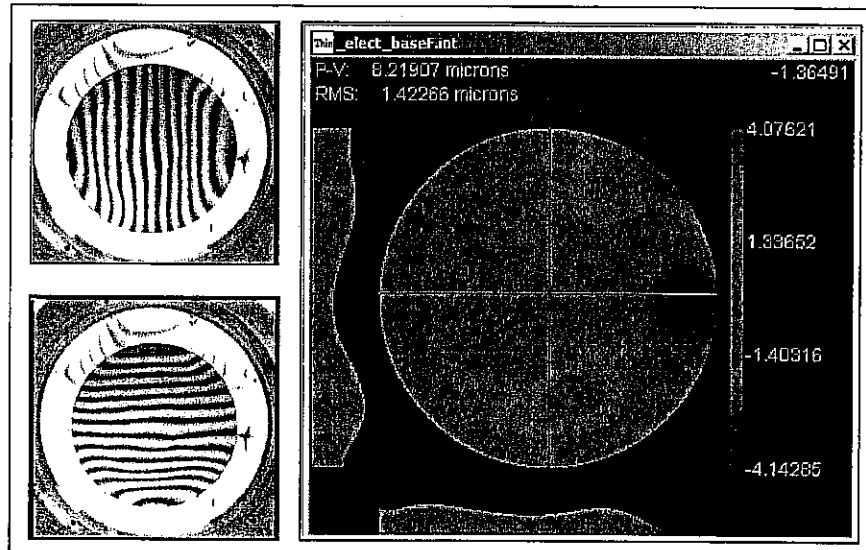 Thin _elect_baseF.int
P-V: 8.21907 microns
-1.36491
RMS: 1.42266 microns
4.07621
1.33652
-1.40316
-4.14285